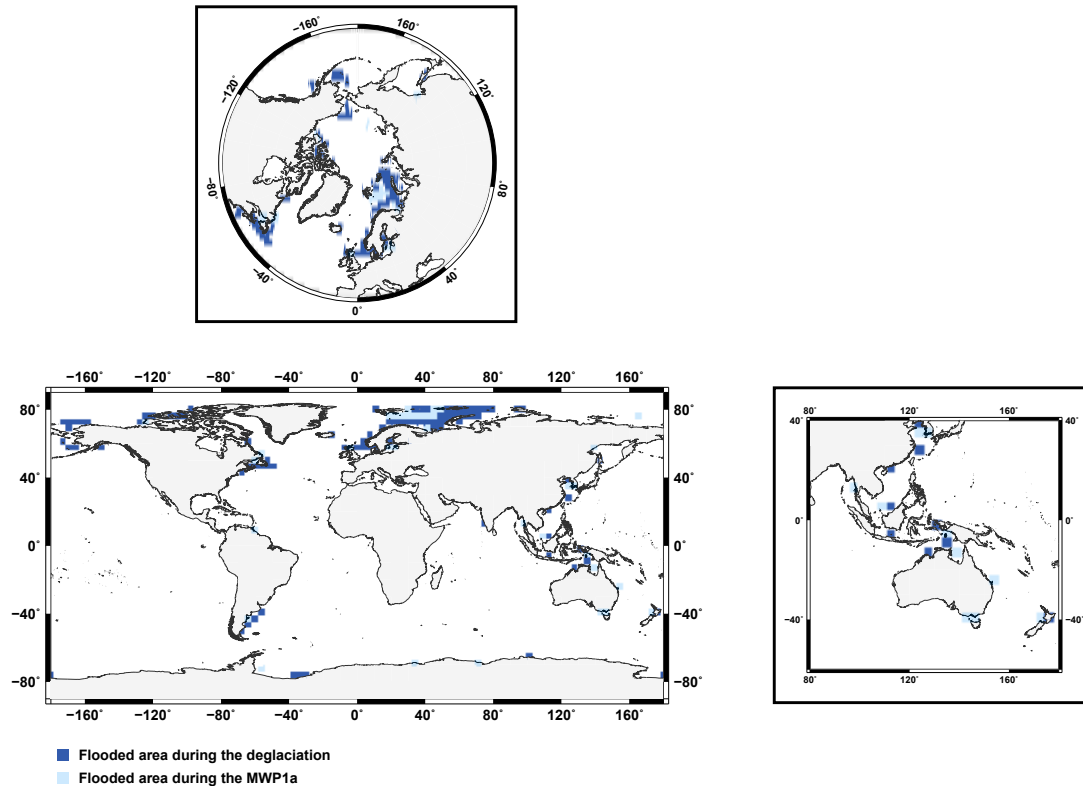 −160˚ 160˚
−120˚ 120˚
−80˚ 80˚
−40˚ 40˚
0˚
−160˚ −120˚ −80˚ −40˚ 0˚ 40˚ 80˚ 120˚ 160˚
80˚ 80˚
40˚ 40˚
0˚ 0˚
−40˚ −40˚
−80˚ −80˚
−160˚ −120˚ −80˚ −40˚ 0˚ 40˚ 80˚ 120˚ 160˚
80˚ 120˚ 160˚
40˚ 40˚
0˚ 0˚
−40˚ −40˚
80˚ 120˚ 160˚
Flooded area during the deglaciation
Flooded area during the MWP1a